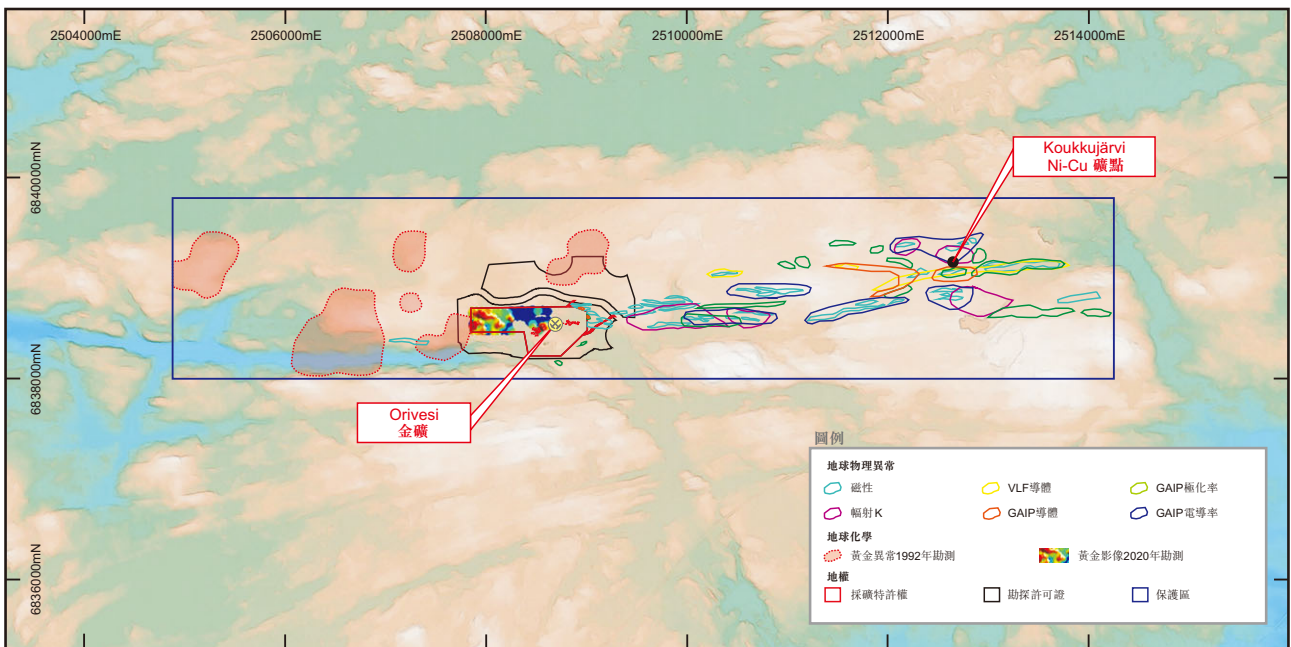 2504000mE
2506000mE
2508000mE
2510000mE
2512000mE
2514000mE
6840000mN
6838000mN
6836000mN
Koukkujärvi
Ni-Cu 礦點
Orivesi
金礦
圖例
地球物理異常
磁性
VLF導體
GAIP極化率
輻射K
GAIP導體
GAIP電導率
地球化學
黃金異常1992年勘測
黃金影像2020年勘測
地權
採礦特許權
勘探許可證
保護區